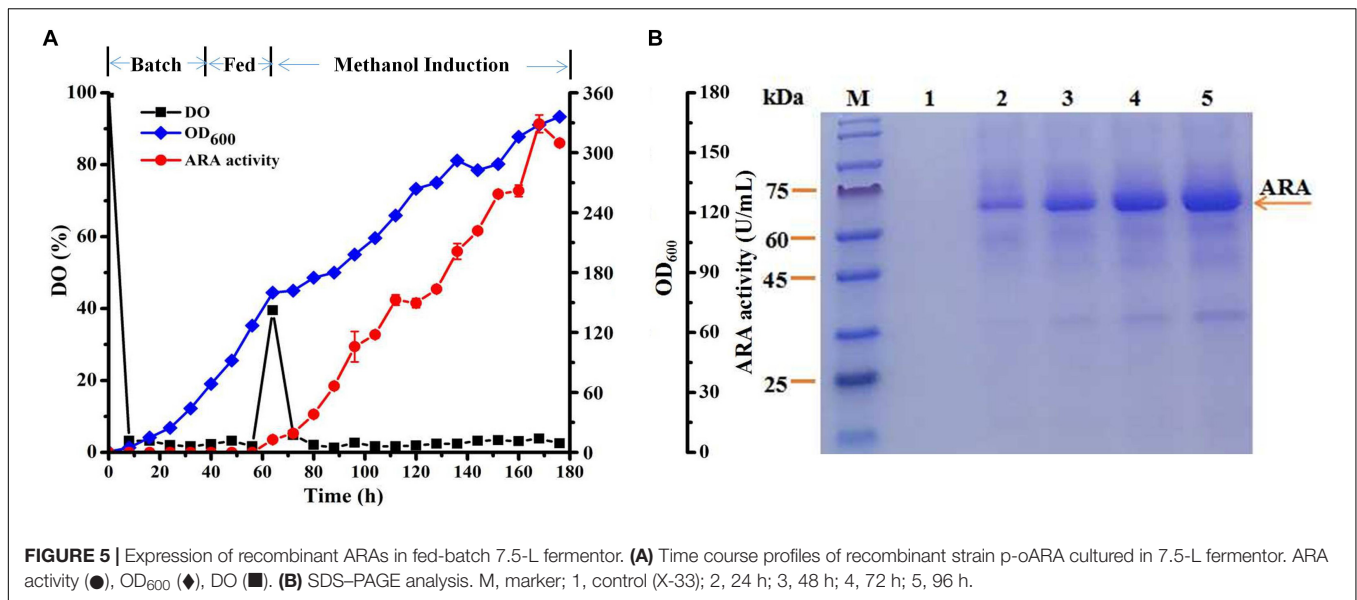 A
B
Batch Fed Methanol Induction
DO
OD600
ARA activity
100
80
60
40
20
0
DO (%)
0 20 40 60 80 100 120 140 160 180
Time (h)
360
300
240
180
120
60
0
OD600
180
150
120
90
60
30
0
ARA activity (U/mL)
kDa M 1 2 3 4 5
75
60
45
25
ARA
FIGURE 5 | Expression of recombinant ARAs in fed-batch 7.5-L fermentor. (A) Time course profiles of recombinant strain p-oARA cultured in 7.5-L fermentor. ARA
activity (●), OD600 (♦), DO (■). (B) SDS–PAGE analysis. M, marker; 1, control (X-33); 2, 24 h; 3, 48 h; 4, 72 h; 5, 96 h.